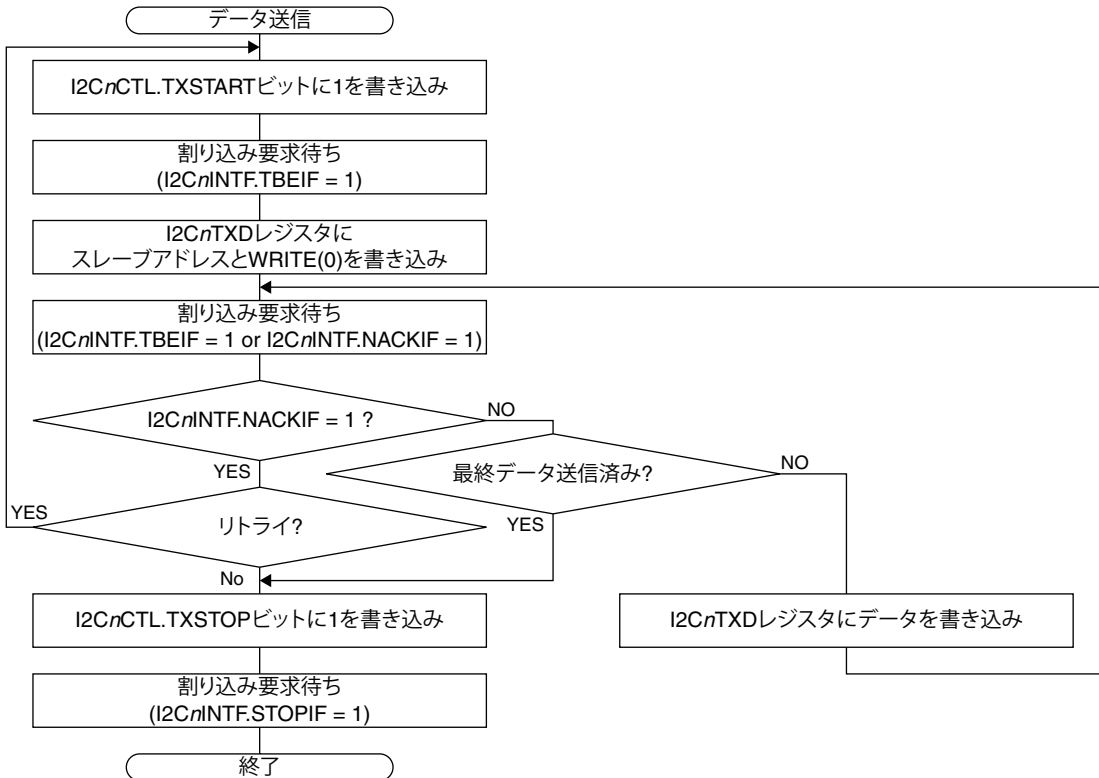 データ送信
I2CnCTL.TXSTARTビットに1を書き込み
割り込み要求待ち
(I2CnINTF.TBEIF = 1)
I2CnTXDレジスタに
スレーブアドレスとWRITE(0)を書き込み
割り込み要求待ち
(I2CnINTF.TBEIF = 1 or I2CnINTF.NACKIF = 1)
I2CnINTF.NACKIF = 1 ?
NO
YES
最終データ送信済み?
NO
YES
リトライ?
YES
No
I2CnCTL.TXSTOPビットに1を書き込み
I2CnTXDレジスタにデータを書き込み
割り込み要求待ち
(I2CnINTF.STOPIF = 1)
終了